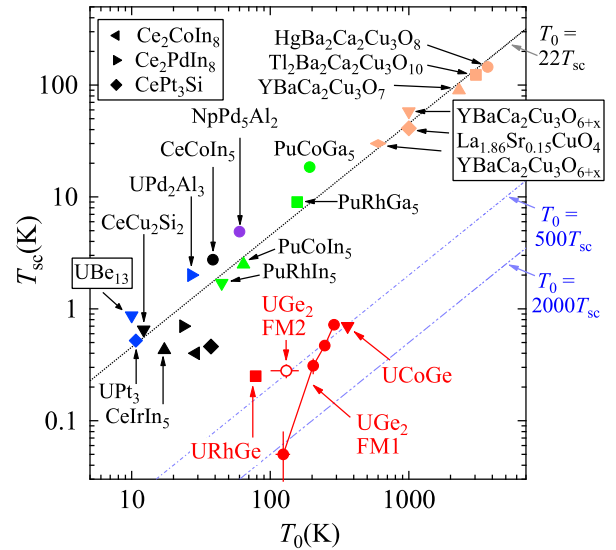 Ce₂CoIn₈
Ce₂PdIn₈
CePt₃Si
HgBa2Ca2Cu3O₈
Tl₂Ba₂Ca₂Cu₃O₁₀
YBaCa2Cu3O₇
T₀ =
22Tsc
YBaCa2Cu3O₆₊ₓ
La₁.₈₆Sr₀.₁₅CuO₄
YBaCa2Cu3O₆₊ₓ
NpPd₅Al₂
CeCoIn₅
PuCoGa₅
UPd₂Al₃
CeCu₂Si₂
PuRhGa₅
UBe₁₃
PuCoIn₅
PuRhIn₅
T₀ =
500Tsc
T₀ =
2000Tsc
UGe₂
FM2
UCoGe
UPt₃
CeIrIn₅
URhGe
UGe₂
FM1
100
10
1
0.1
Tsc(K)
10
100
1000
T₀(K)